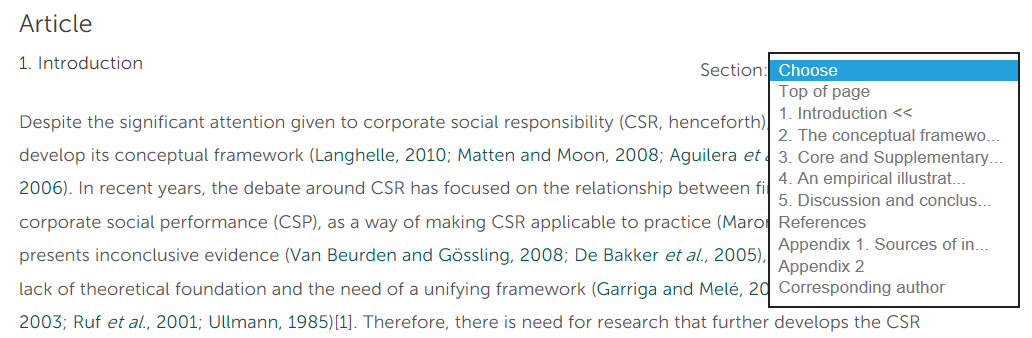 Article
1. Introduction
Section:
Choose
Top of page
1. Introduction <<
2. The conceptual framewo...
3. Core and Supplementary...
4. An empirical illustrat...
5. Discussion and conclus...
References
Appendix 1. Sources of in...
Appendix 2
Corresponding author
Despite the significant attention given to corporate social responsibility (CSR, henceforth),
develop its conceptual framework (Langhelle, 2010; Matten and Moon, 2008; Aguilera et
2006). In recent years, the debate around CSR has focused on the relationship between
corporate social performance (CSP), as a way of making CSR applicable to practice
presents inconclusive evidence (Van Beurden and Gössling, 2008; De Bakker et al., 2005),
lack of theoretical foundation and the need of a unifying framework (Garriga and Melé,
2003; Ruf et al., 2001; Ullmann, 1985)[1]. Therefore, there is need for research that further develops the CSR